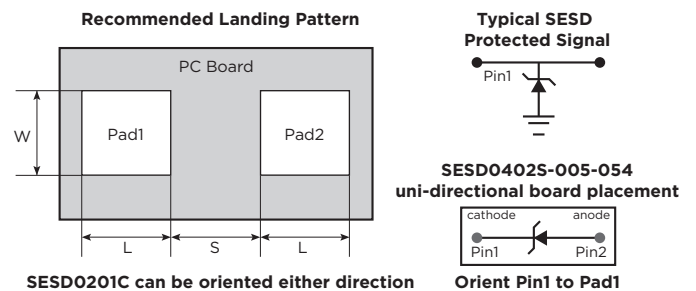 Recommended Landing Pattern
PC Board
W
Pad1
Pad2
L
S
L
SESD0201C can be oriented either direction
Typical SESD
Protected Signal
Pin1
SESD0402S-005-054
uni-directional board placement
cathode
anode
Pin1
Pin2
Orient Pin1 to Pad1